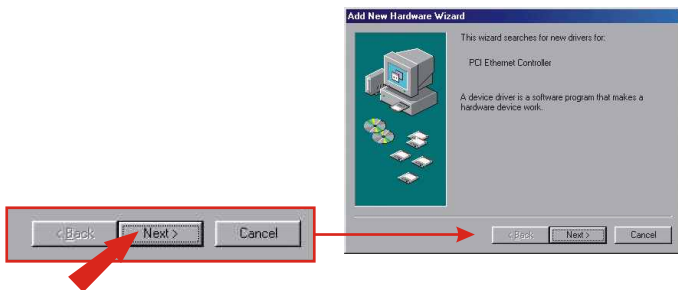 Add New Hardware Wizard
This wizard searches for new drivers for:
PCI Ethernet Controller
A device driver is a software program that makes a
hardware device work.
< Back Next > Cancel
< Back Next > Cancel